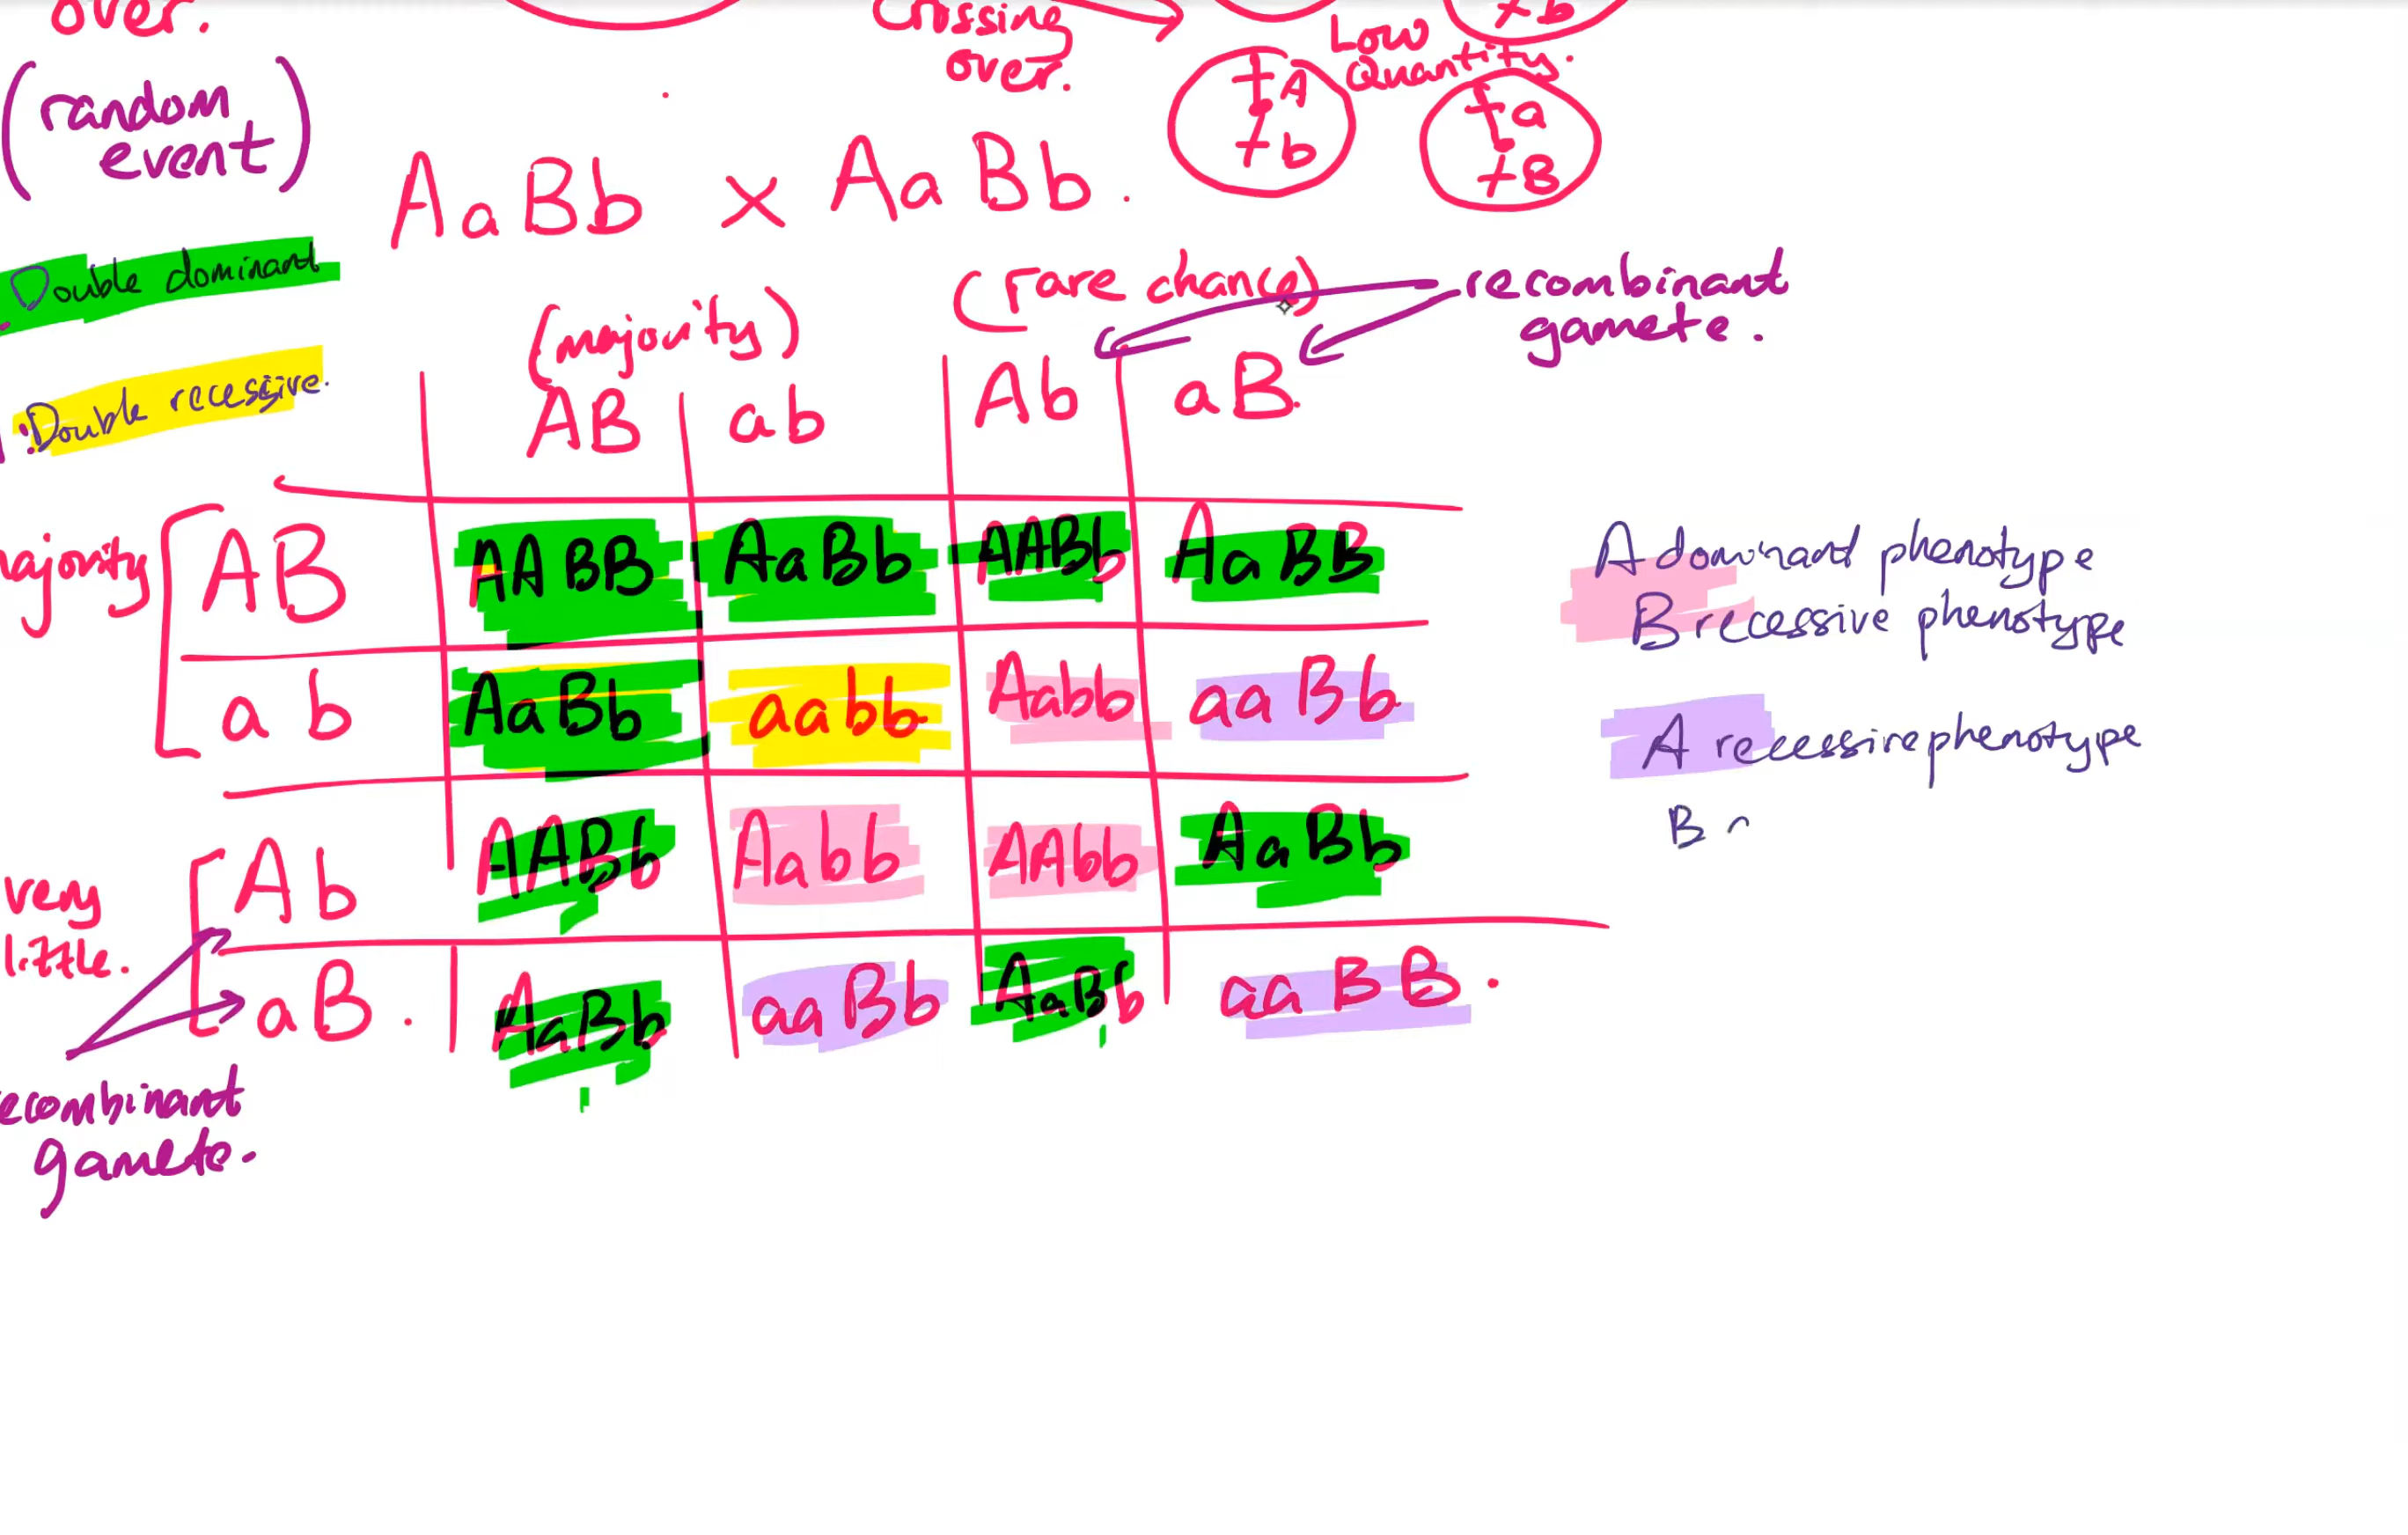 over.
(random
event)
Crossing
over.
Low
Quantity.
b
A
b
a
B
AaBb x AaBb.
Double dominant
Double recessive.
(majority)
(rare chance)
recombinant
gamete.
AB ab Ab aB.
majority
AB AABB AaBb AABb AaBB
ab AaBb aabb Aabb aaBb
very
little.
Ab AABb Aabb AAbb AaBb
aB. AaBb aaBb AaBb aaBB.
ecombinant
gamete.
A dominant phenotype
B recessive phenotype
A recessive phenotype
B